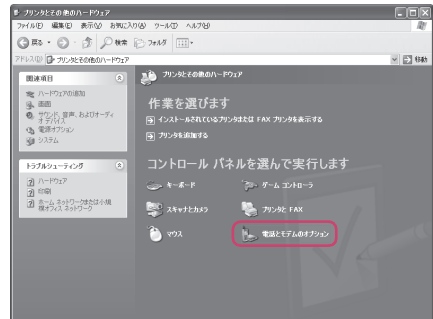 プリンタとその他のハードウェア
ファイル(F) 編集(E) 表示(V) お気に入り(A) ツール(T) ヘルプ(H)
戻る 検索 フォルダ
アドレス(D) プリンタとその他のハードウェア 移動
関連項目
ハードウェアの追加
画面
サウンド、音声、およびオーディオ デバイス
電源オプション
システム
トラブルシューティング
ハードウェア
印刷
ホーム ネットワークまたは小規模オフィス ネットワーク
プリンタとその他のハードウェア
作業を選びます
インストールされているプリンタまたは FAX プリンタを表示する
プリンタを追加する
コントロール パネルを選んで実行します
キーボード ゲーム コントローラ
スキャナとカメラ プリンタと FAX
マウス 電話とモデムのオプション